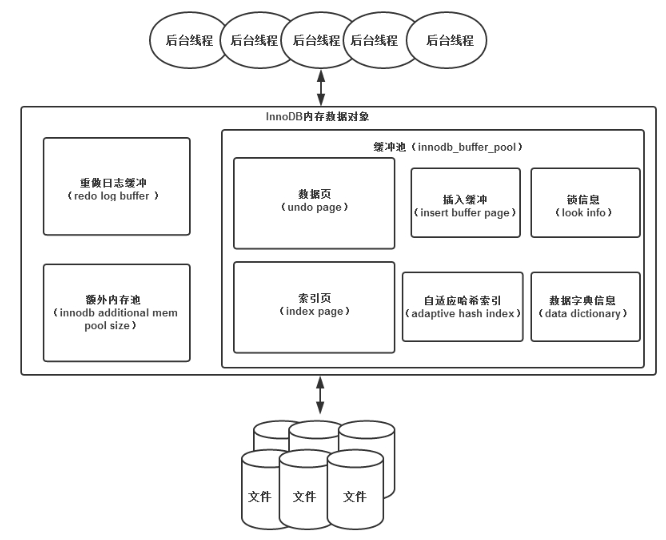 后台线程 后台线程 后台线程 后台线程 后台线程
InnoDB内存数据对象
缓冲池（innodb_buffer_pool）
重做日志缓冲
（redo log buffer ）
数据页
（undo page）
插入缓冲
（insert buffer page）
锁信息
（look info）
额外内存池
（innodb additional mem
pool size）
索引页
（index page）
自适应哈希索引
（adaptive hash index）
数据字典信息
（data dictionary）
文件 文件 文件